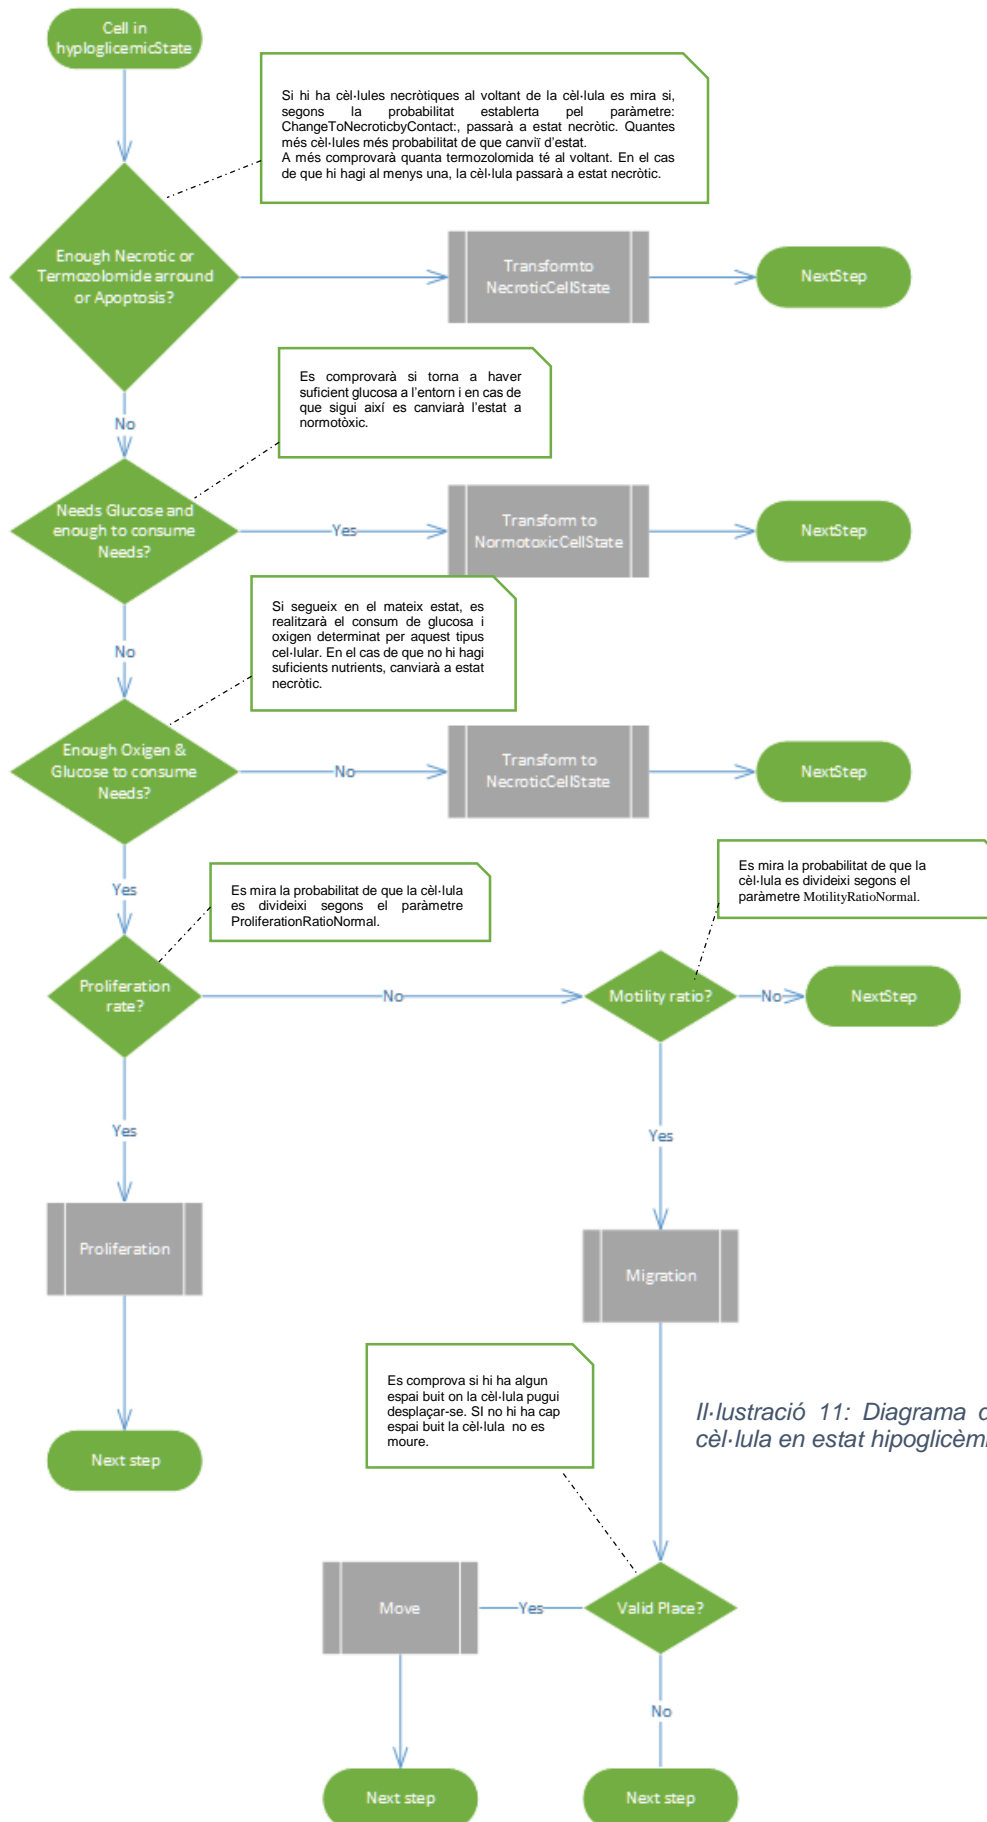 Cell in
hyploglicemicState
Si hi ha cèl·lules necròtiques al voltant de la cèl·lula es mira si,
segons la probabilitat establerta pel paràmetre:
ChangeToNecroticbyContact:, passarà a estat necròtic. Quantes
més cèl·lules més probabilitat de que canviï d'estat.
A més comprovarà quanta termozolomida té al voltant. En el cas
de que hi hagi al menys una, la cèl·lula passarà a estat necròtic.
Enough Necrotic or
Termozolomide arround
or Apoptosis?
Transformto
NecroticCellState
NextStep
Es comprovarà si torna a haver
suficient glucosa a l'entorn i en cas de
que sigui així es canviarà l'estat a
normotòxic.
No
Needs Glucose and
enough to consume
Needs?
Yes
Transform to
NormotoxicCellState
NextStep
Si segueix en el mateix estat, es
realitzarà el consum de glucosa i
oxigen determinat per aquest tipus
cel·lular. En el cas de que no hi hagi
suficients nutrients, canviarà a estat
necròtic.
No
Enough Oxigen &
Glucose to consume
Needs?
No
Transform to
NecroticCellState
NextStep
Yes
Es mira la probabilitat de que la cèl·lula
es divideixi segons el paràmetre
ProliferationRatioNormal.
Es mira la probabilitat de que la
cèl·lula es divideixi segons el
paràmetre MotilityRatioNormal.
Proliferation
rate?
No
Motility ratio?
No
NextStep
Yes
Yes
Proliferation
Migration
Es comprova si hi ha algun
espai buit on la cèl·lula pugui
desplaçar-se. SI no hi ha cap
espai buit la cèl·lula no es
moure.
Il·lustració 11: Diagrama
cèl·lula en estat
Next step
Move
Yes
Valid Place?
No
Next step
Next step